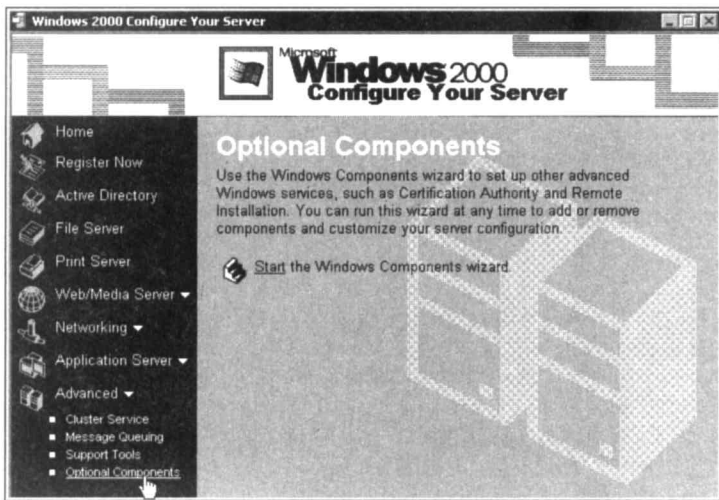 Windows 2000 Configure Your Server
Microsoft
Windows 2000
Configure Your Server
Home
Register Now
Active Directory
File Server
Print Server
Web/Media Server
Networking
Application Server
Advanced
Cluster Service
Message Queuing
Support Tools
Optional Components
Optional Components
Use the Windows Components wizard to set up other advanced
Windows services, such as Certification Authority and Remote
Installation. You can run this wizard at any time to add or remove
components and customize your server configuration.
Start the Windows Components wizard.